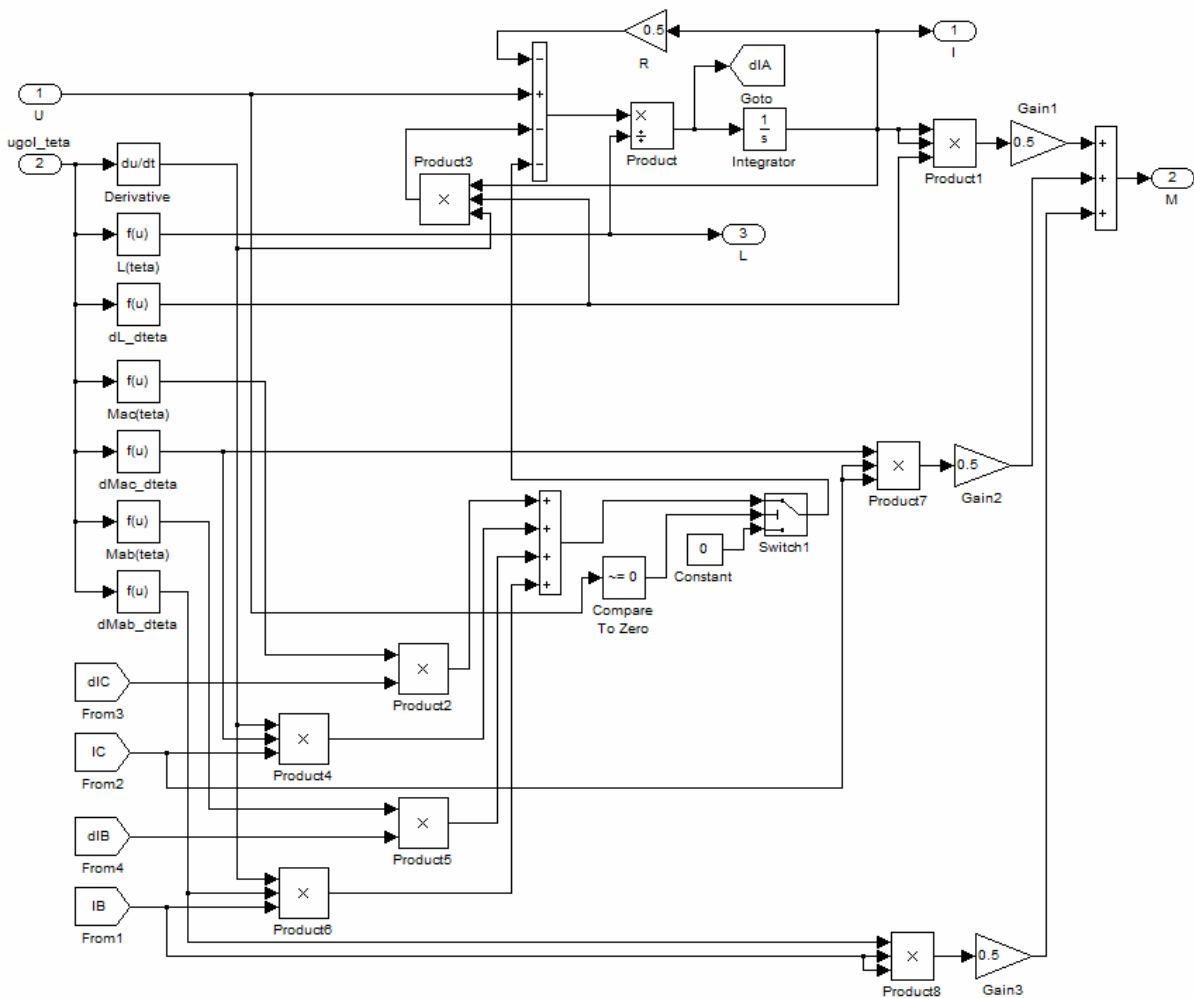 0.5
R
1
I
−
+
−
−
dIA
Goto
1
U
ugol_teta
2
×
÷
Product
1
s
Integrator
Gain1
0.5
×
Product1
+
+
+
2
M
du/dt
Derivative
Product3
×
f(u)
L(teta)
3
L
f(u)
dL_dteta
f(u)
Mac(teta)
f(u)
dMac_dteta
×
Product7
0.5
Gain2
f(u)
Mab(teta)
+
+
+
+
Switch1
0
Constant
~= 0
Compare
To Zero
f(u)
dMab_dteta
dIC
From3
×
Product2
IC
From2
×
Product4
dIB
From4
×
Product5
IB
From1
×
Product6
×
Product8
0.5
Gain3